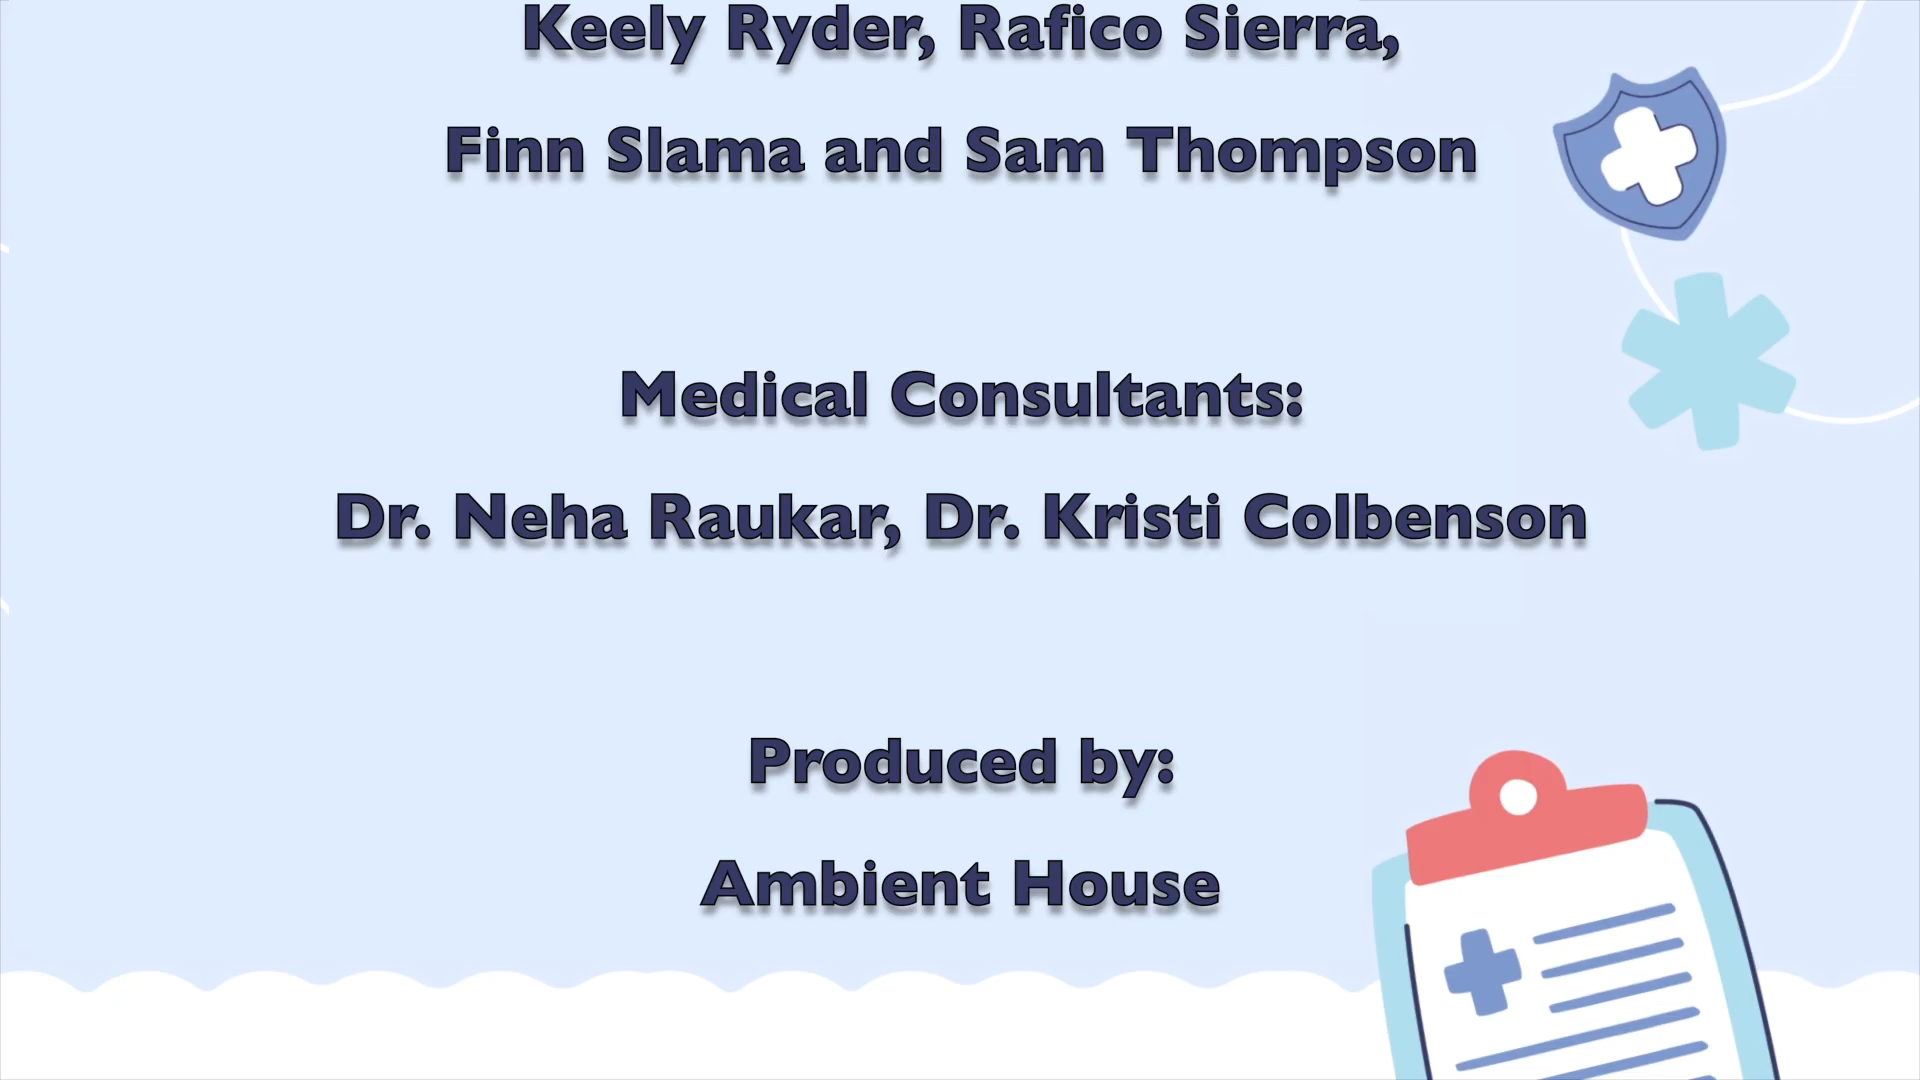 Keely Ryder, Rafico Sierra,
Finn Slama and Sam Thompson
Medical Consultants:
Dr. Neha Raukar, Dr. Kristi Colbenson
Produced by:
Ambient House